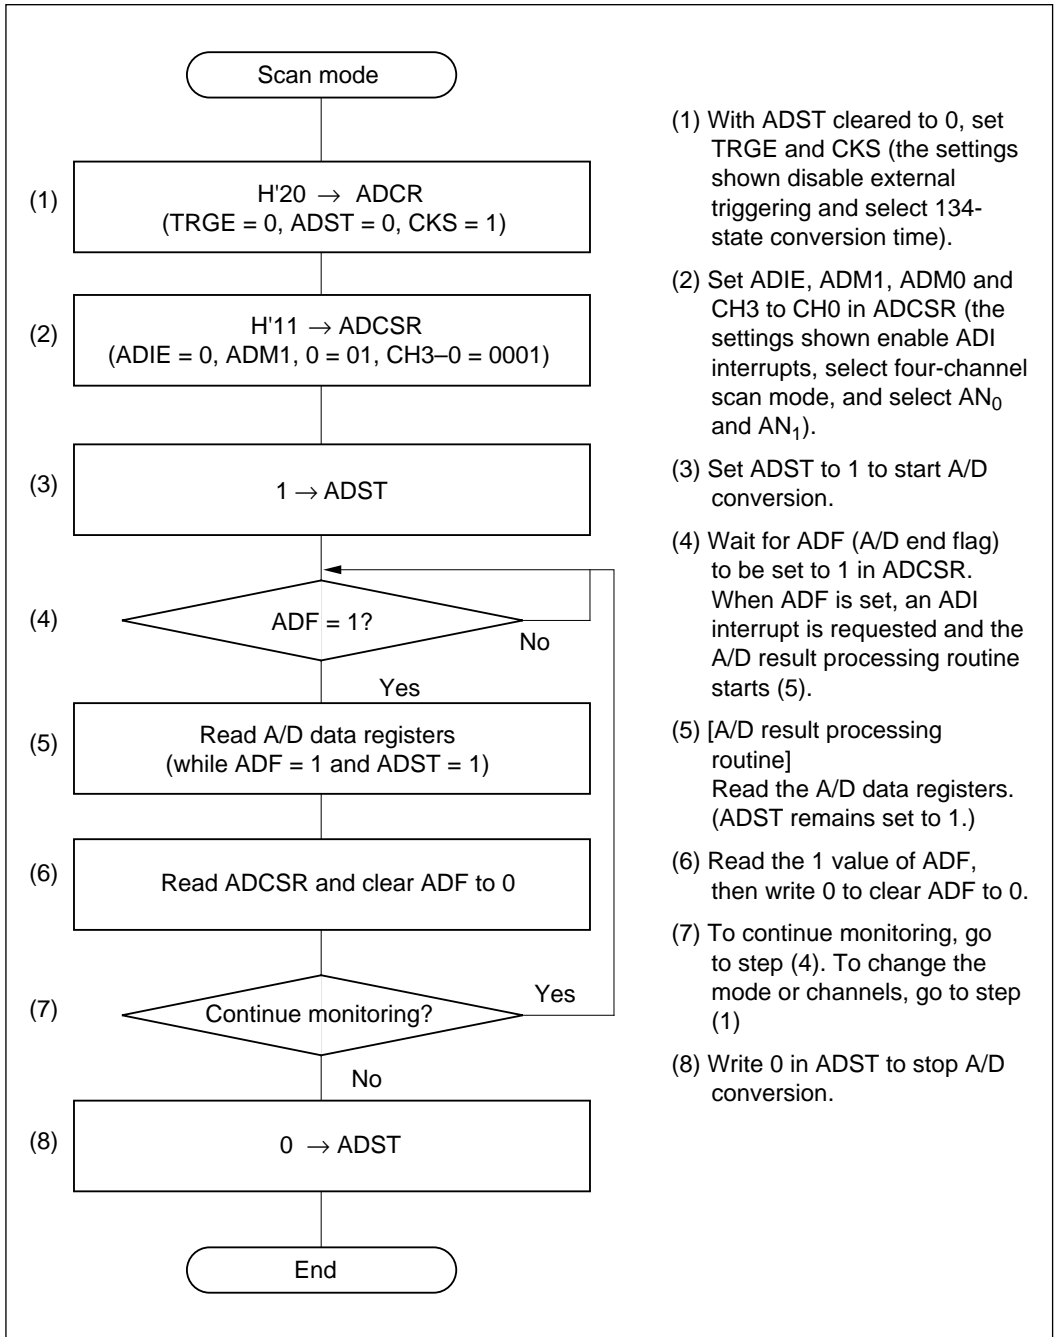 Scan mode
(1)
H'20 → ADCR
(TRGE = 0, ADST = 0, CKS = 1)
(2)
H'11 → ADCSR
(ADIE = 0, ADM1, 0 = 01, CH3–0 = 0001)
(3)
1 → ADST
(4)
ADF = 1?
No
Yes
(5)
Read A/D data registers
(while ADF = 1 and ADST = 1)
(6)
Read ADCSR and clear ADF to 0
(7)
Continue monitoring?
Yes
No
(8)
0 → ADST
End
(1) With ADST cleared to 0, set
TRGE and CKS (the settings
shown disable external
triggering and select 134-
state conversion time).
(2) Set ADIE, ADM1, ADM0 and
CH3 to CH0 in ADCSR (the
settings shown enable ADI
interrupts, select four-channel
scan mode, and select AN0
and AN1).
(3) Set ADST to 1 to start A/D
conversion.
(4) Wait for ADF (A/D end flag)
to be set to 1 in ADCSR.
When ADF is set, an ADI
interrupt is requested and the
A/D result processing routine
starts (5).
(5) [A/D result processing
routine]
Read the A/D data registers.
(ADST remains set to 1.)
(6) Read the 1 value of ADF,
then write 0 to clear ADF to 0.
(7) To continue monitoring, go
to step (4). To change the
mode or channels, go to step
(1)
(8) Write 0 in ADST to stop A/D
conversion.